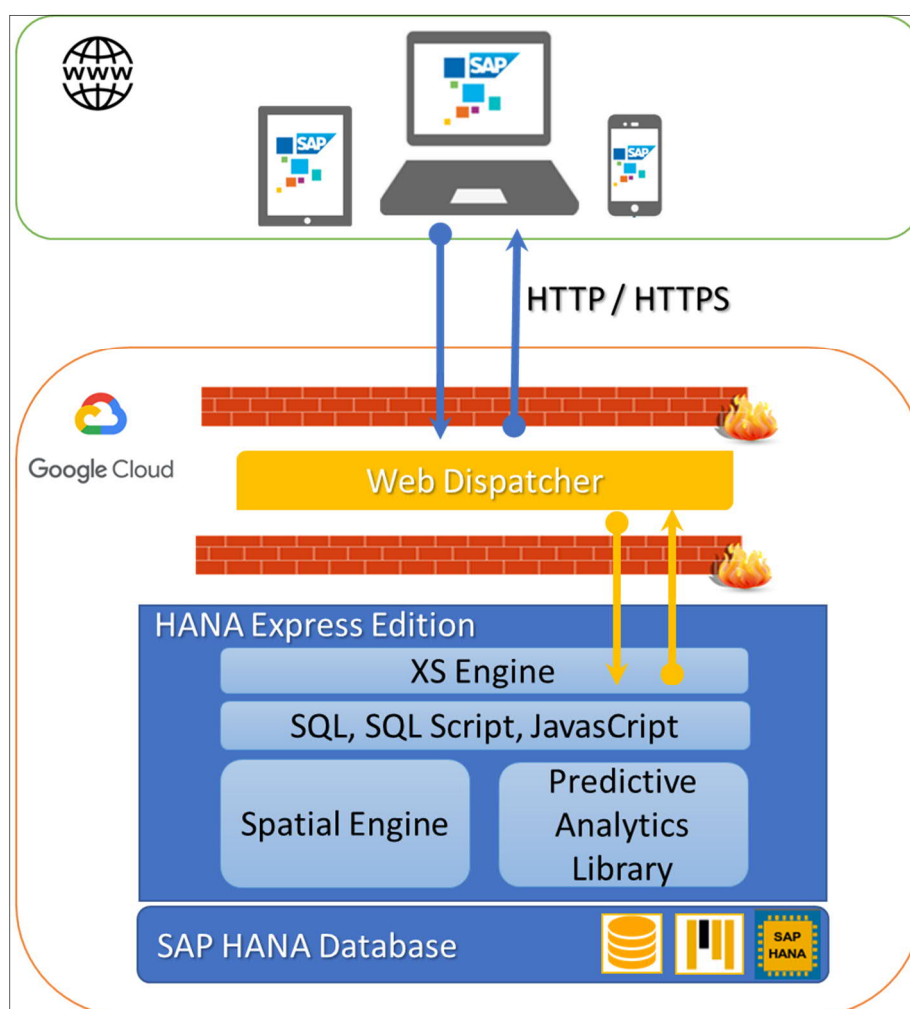 WWW
SAP
SAP
SAP
HTTP / HTTPS
Google Cloud
Web Dispatcher
HANA Express Edition
XS Engine
SQL, SQL Script, JavasCript
Spatial Engine
Predictive
Analytics
Library
SAP HANA Database
SAP
HANA